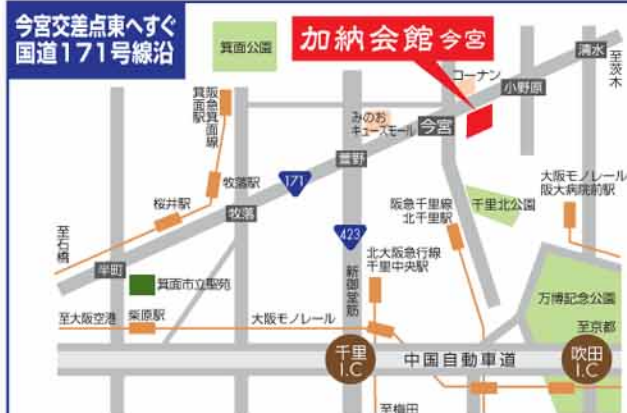 今宮交差点東へすぐ
国道171号線沿
箕面公園
加納会館 今宮
清水
至茨木
コーナン
小野原
阪急箕面線
箕面駅
みのお
キューズモール
今宮
萱野
牧落駅
171
桜井駅
牧落
阪急千里線
北千里駅
千里北公園
大阪モノレール
阪大病院前駅
至石橋
423
半町
新御堂筋
北大阪急行線
千里中央駅
箕面市立聖苑
万博記念公園
至大阪空港
柴原駅
大阪モノレール
至京都
千里
I.C
中国自動車道
吹田
I.C
至梅田